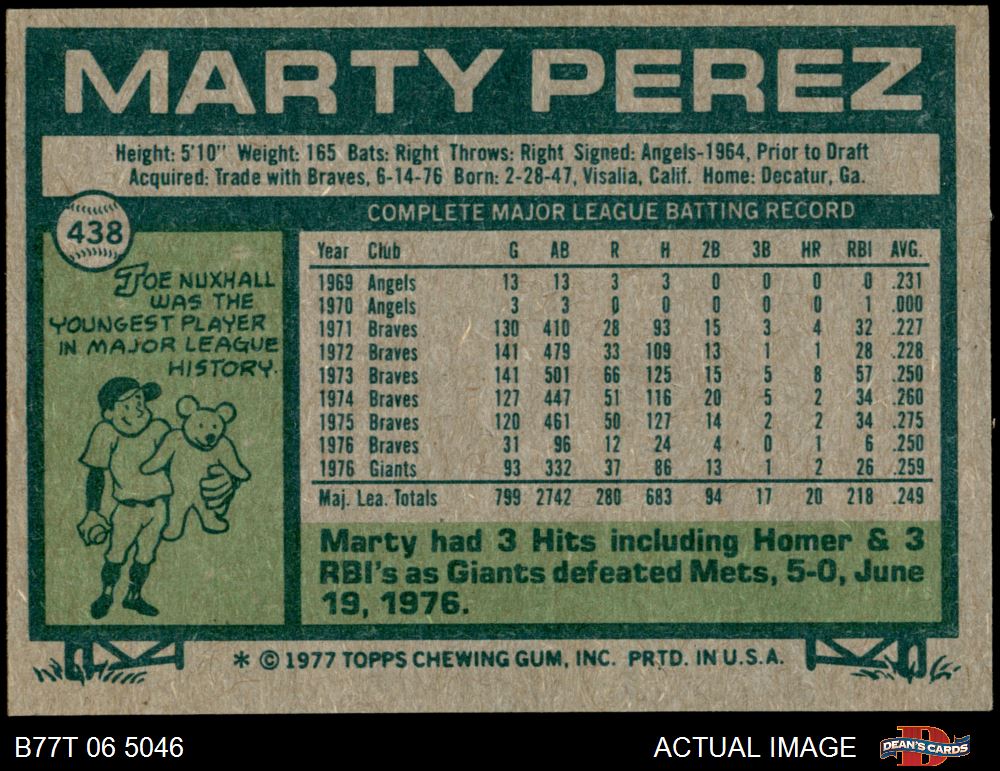 MARTY PEREZ
Height: 5'10" Weight: 165 Bats: Right Throws: Right Signed: Angels-1964, Prior to Draft
Acquired: Trade with Braves, 6-14-76 Born: 2-28-47, Visalia, Calif. Home: Decatur, Ga.
438
JOE NUXHALL
WAS THE
YOUNGEST PLAYER
IN MAJOR LEAGUE
HISTORY.
COMPLETE MAJOR LEAGUE BATTING RECORD
Year Club G AB R H 2B 3B HR RBI AVG.
1969 Angels 13 13 3 3 0 0 0 0 .231
1970 Angels 3 3 0 0 0 0 0 1 .000
1971 Braves 130 410 28 93 15 3 4 32 .227
1972 Braves 141 479 33 109 13 1 1 28 .228
1973 Braves 141 501 66 125 15 5 8 57 .250
1974 Braves 127 447 51 116 20 5 2 34 .260
1975 Braves 120 461 50 127 14 2 2 34 .275
1976 Braves 31 96 12 24 4 0 1 6 .250
1976 Giants 93 332 37 86 13 1 2 26 .259
Maj. Lea. Totals 799 2742 280 683 94 17 20 218 .249
Marty had 3 Hits including Homer & 3
RBI's as Giants defeated Mets, 5-0, June
19, 1976.
* © 1977 TOPPS CHEWING GUM, INC. PRTD. IN U.S.A.
B77T 06 5046
ACTUAL IMAGE
DEAN'S CARDS